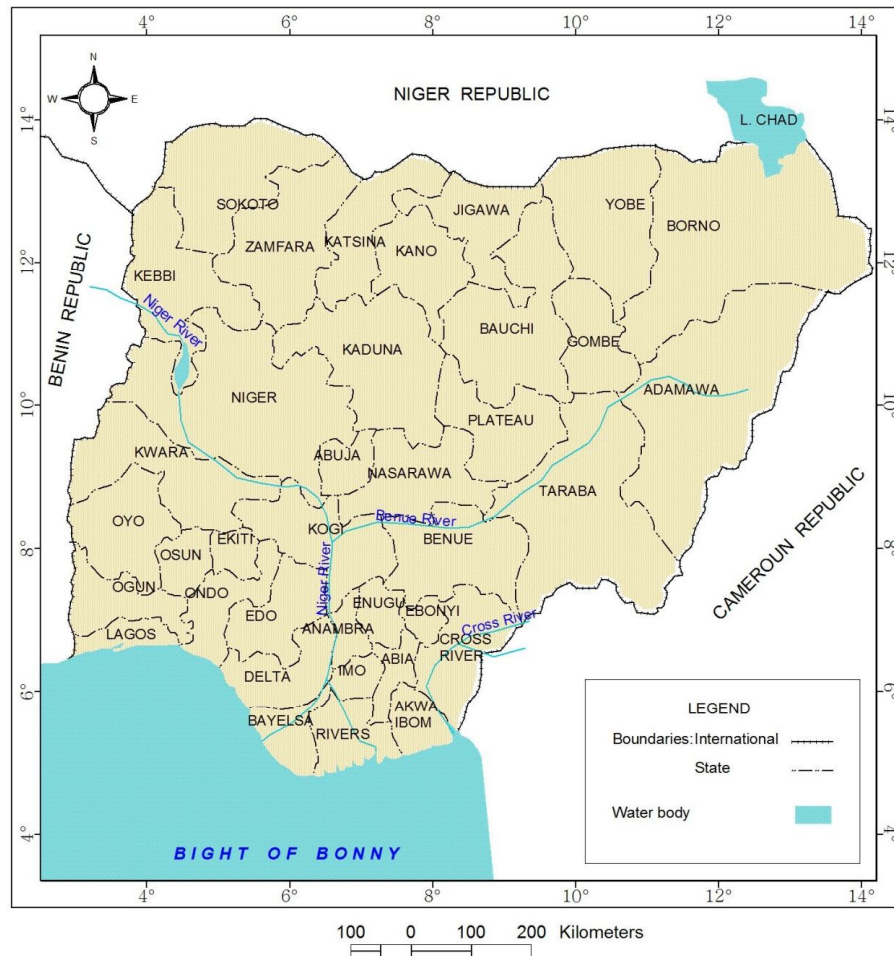 4°
6°
8°
10°
12°
14°
N
W
E
S
NIGER REPUBLIC
L. CHAD
14°
14°
SOKOTO
JIGAWA
YOBE
BORNO
ZAMFARA
KATSINA
KANO
12°
12°
BENIN REPUBLIC
KEBBI
Niger River
BAUCHI
KADUNA
GOMBE
10°
10°
NIGER
ADAMAWA
PLATEAU
KWARA
ABUJA
NASARAWA
TARABA
CAMEROUN REPUBLIC
OYO
KOGI
Benue River
BENUE
8°
8°
OSUN
EKITI
Niger River
OGUN
ONDO
EDO
ENUGU
EBONYI
Cross River
LAGOS
ANAMBRA
CROSS
RIVER
DELTA
IMO
ABIA
6°
6°
BAYELSA
RIVERS
AKWA
IBOM
LEGEND
Boundaries: International
State
Water body
4°
4°
BIGHT OF BONNY
4°
6°
8°
10°
12°
14°
100 0 100 200 Kilometers